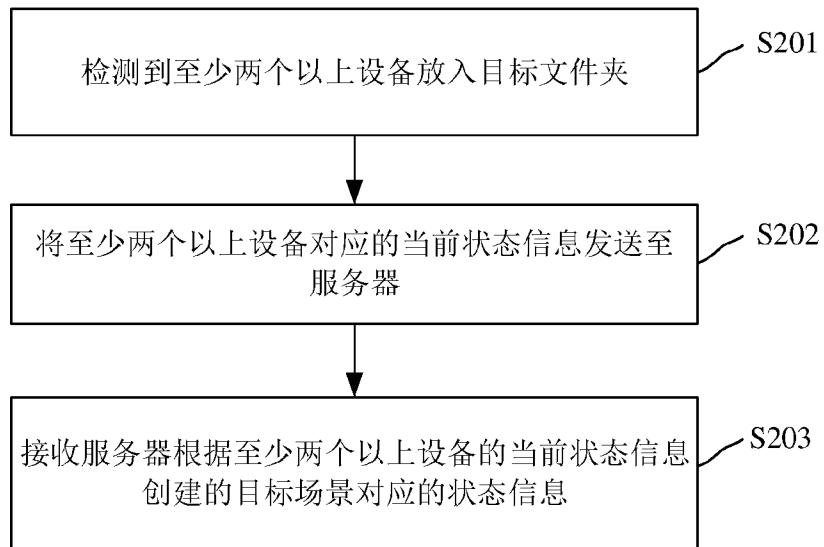 检测到至少两个以上设备放入目标文件夹
S201
将至少两个以上设备对应的当前状态信息发送至
服务器
S202
接收服务器根据至少两个以上设备的当前状态信息
创建的目标场景对应的状态信息
S203